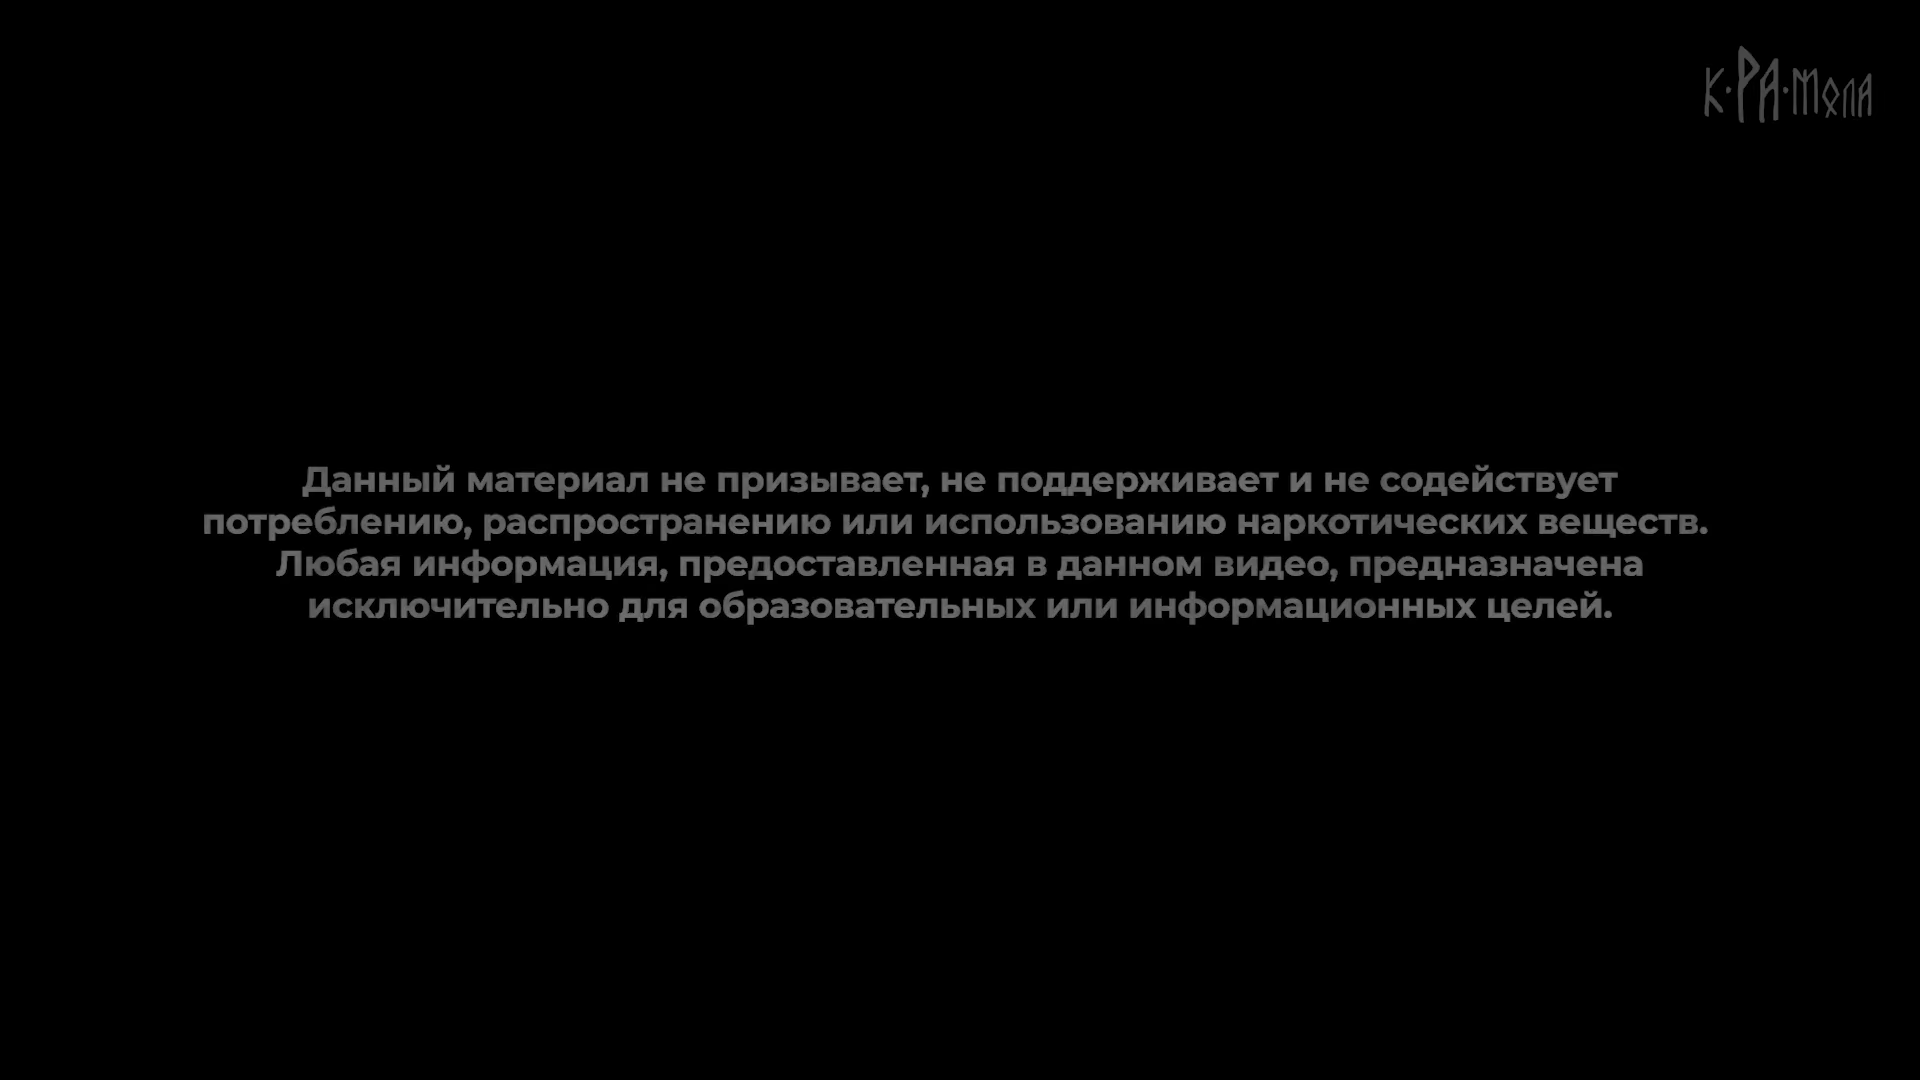 К·РА·МОЛА
Данный материал не призывает, не поддерживает и не содействует
потреблению, распространению или использованию наркотических веществ.
Любая информация, предоставленная в данном видео, предназначена
исключительно для образовательных или информационных целей.